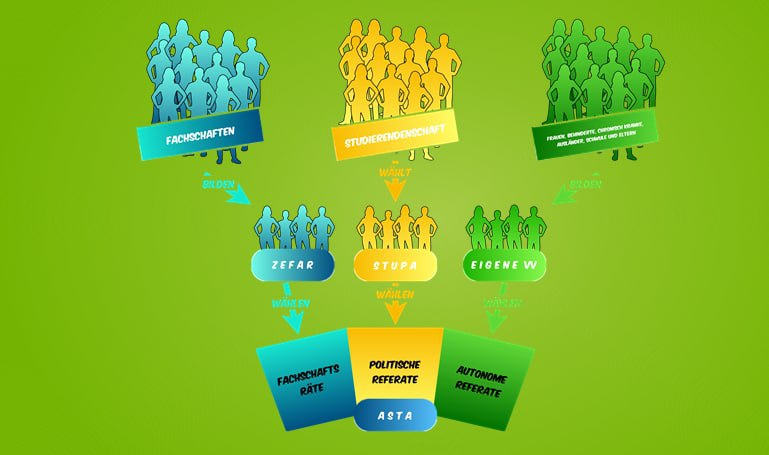 FACHSCHAFTEN
STUDIERENDENSCHAFT
FRAUEN, BEHINDERTE, CHRONISCH KRANKE,
AUSLÄNDER, SCHWULE UND ELTERN
BILDEN
WÄHLT
BILDEN
ZEFAR
STUPA
EIGENE VV
WÄHLEN
WÄHLEN
WÄHLEN
FACHSCHAFTS
RÄTE
POLITISCHE
REFERATE
AUTONOME
REFERATE
ASTA